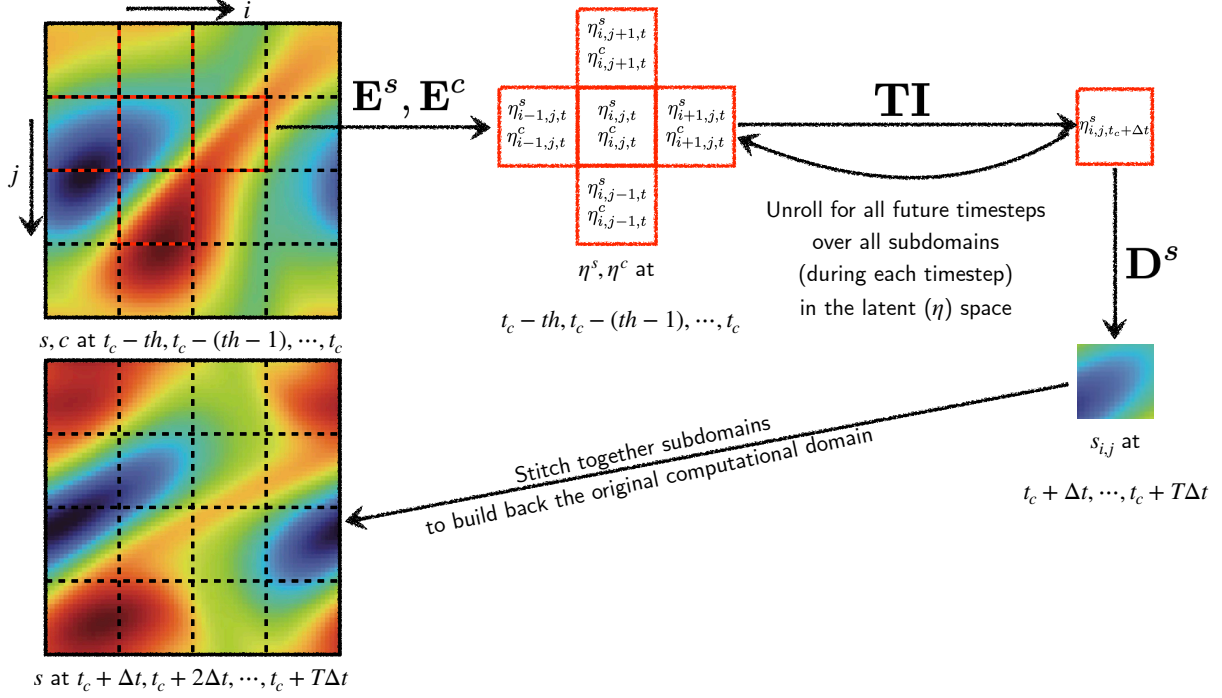 i
j
s, c at t_c − th, t_c − (th − 1), ⋯, t_c
E^s, E^c
η^s_{i,j+1,t}
η^c_{i,j+1,t}
η^s_{i−1,j,t} η^s_{i,j,t} η^s_{i+1,j,t}
η^c_{i−1,j,t} η^c_{i,j,t} η^c_{i+1,j,t}
η^s_{i,j−1,t}
η^c_{i,j−1,t}
η^s, η^c at
t_c − th, t_c − (th − 1), ⋯, t_c
TI
η^s_{i,j,t_c+Δt}
Unroll for all future timesteps
over all subdomains
(during each timestep)
in the latent (η) space
D^s
s_{i,j} at
t_c + Δt, ⋯, t_c + TΔt
Stitch together subdomains
to build back the original computational domain
s at t_c + Δt, t_c + 2Δt, ⋯, t_c + TΔt